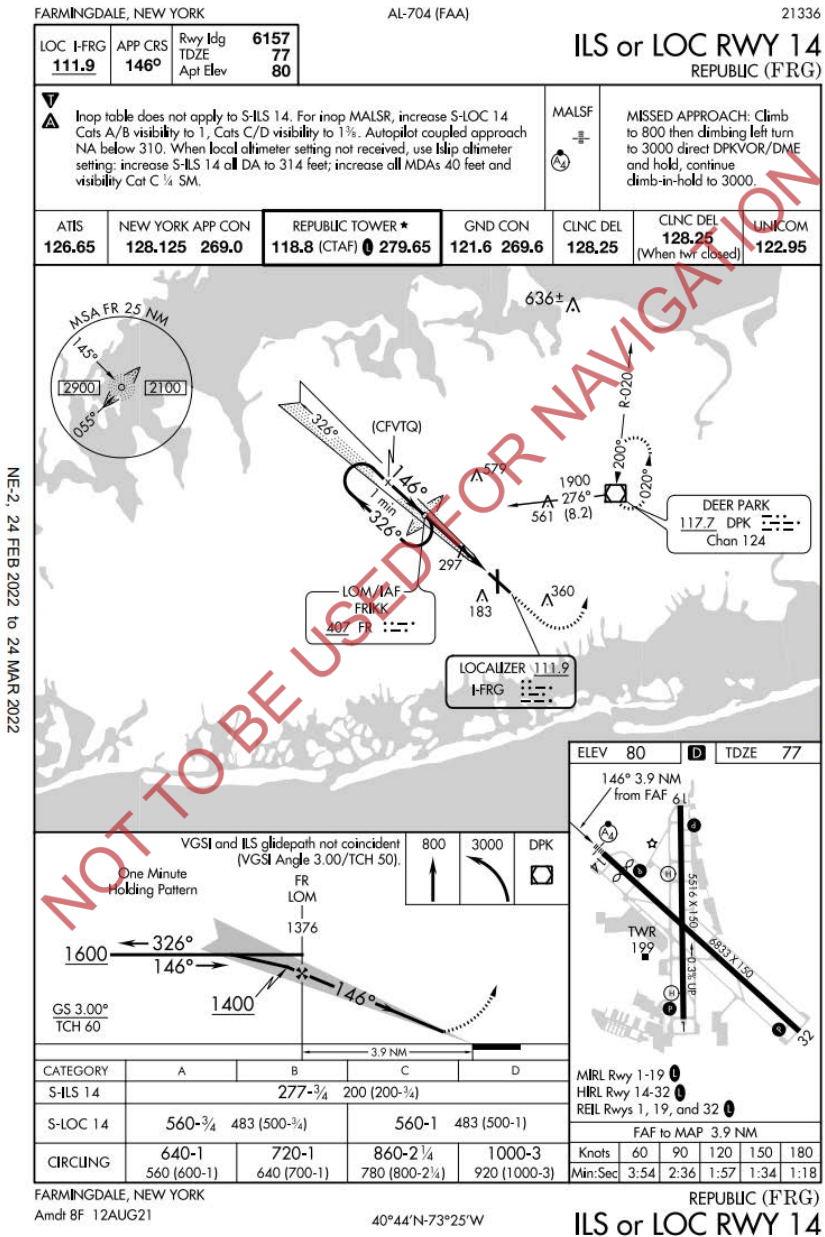 FARMINGDALE, NEW YORK
AL-704 (FAA)
21336
LOC I-FRG
111.9
APP CRS
146°
Rwy Idg 6157
TDZE 77
Apt Elev 80
ILS or LOC RWY 14
REPUBLIC (FRG)
T
A
Inop table does not apply to S-ILS 14. For inop MALSR, increase S-LOC 14
Cats A/B visibility to 1, Cats C/D visibility to 1⅜. Autopilot coupled approach
NA below 310. When local altimeter setting not received, use Islip altimeter
setting: increase S-ILS 14 all DA to 314 feet; increase all MDAs 40 feet and
visibility Cat C ¼ SM.
MALSF
A4
MISSED APPROACH: Climb
to 800 then climbing left turn
to 3000 direct DPKVOR/DME
and hold, continue
climb-in-hold to 3000.
ATIS
126.65
NEW YORK APP CON
128.125 269.0
REPUBLIC TOWER ★
118.8 (CTAF) L 279.65
GND CON
121.6 269.6
CLNC DEL
128.25
CLNC DEL
128.25
(When twr closed)
UNICOM
122.95
MSA FR 25 NM
145°
2900
2100
055°
636±
326°
(CFVTQ)
146°
1 min
326°
579
R-020
200°
020°
1900
276°
(8.2)
561
DEER PARK
117.7 DPK
Chan 124
297
LOM/IAF
FRIKK
407 FR
183
360
LOCALIZER 111.9
I-FRG
NOT TO BE USED FOR NAVIGATION
NE-2, 24 FEB 2022 to 24 MAR 2022
ELEV 80
D
TDZE 77
146° 3.9 NM
from FAF
19
A4
14
P
P
H
5516 X 150
TWR
199
6833 X 150
0.3% UP
H
P
P
1
32
MIRL Rwy 1-19 L
HIRL Rwy 14-32 L
REIL Rwys 1, 19, and 32 L
FAF to MAP 3.9 NM
Knots 60 90 120 150 180
Min:Sec 3:54 2:36 1:57 1:34 1:18
VGSI and ILS glidepath not coincident
(VGSI Angle 3.00/TCH 50).
800
3000
DPK
One Minute
Holding Pattern
FR
LOM
1376
1600
326°
146°
1400
146°
GS 3.00°
TCH 60
3.9 NM
CATEGORY A B C D
S-ILS 14 277-¾ 200 (200-¾)
S-LOC 14 560-¾ 483 (500-¾) 560-1 483 (500-1)
CIRCLING
640-1
560 (600-1)
720-1
640 (700-1)
860-2¼
780 (800-2¼)
1000-3
920 (1000-3)
FARMINGDALE, NEW YORK
Amdt 8F 12AUG21
40°44'N-73°25'W
REPUBLIC (FRG)
ILS or LOC RWY 14